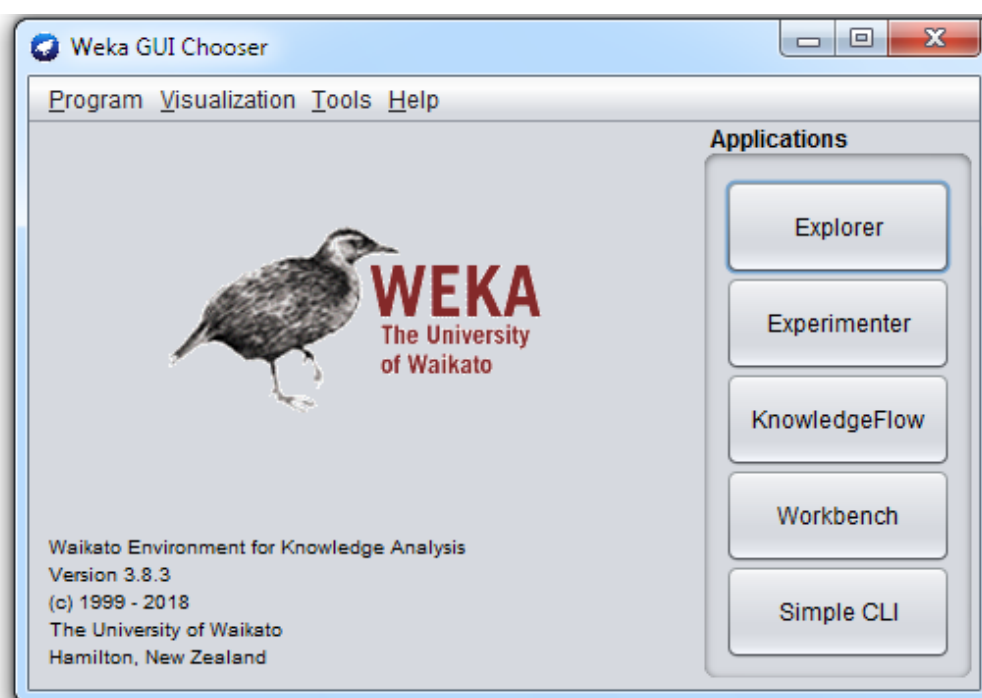 Weka GUI Chooser
Program Visualization Tools Help
WEKA
The University
of Waikato
Waikato Environment for Knowledge Analysis
Version 3.8.3
(c) 1999 - 2018
The University of Waikato
Hamilton, New Zealand
Applications
Explorer
Experimenter
KnowledgeFlow
Workbench
Simple CLI